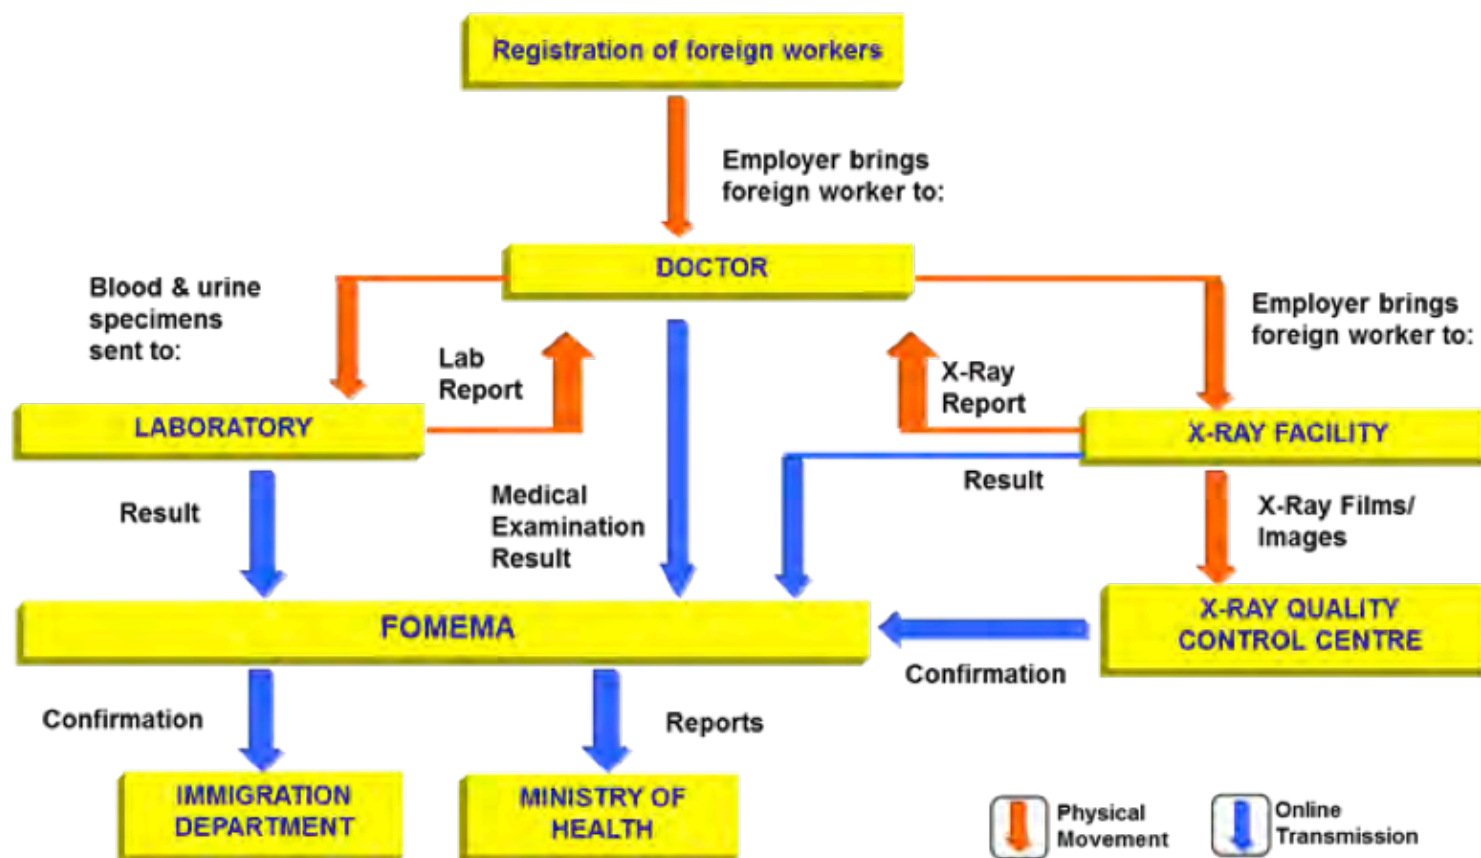 Registration of foreign workers
Employer brings
foreign worker to:
DOCTOR
Blood & urine
specimens
sent to:
Lab
Report
X-Ray
Report
Employer brings
foreign worker to:
LABORATORY
X-RAY FACILITY
Result
Medical
Examination
Result
Result
X-Ray Films/
Images
FOMEMA
X-RAY QUALITY
CONTROL CENTRE
Confirmation
Confirmation
Reports
IMMIGRATION
DEPARTMENT
MINISTRY OF
HEALTH
Physical
Movement
Online
Transmission